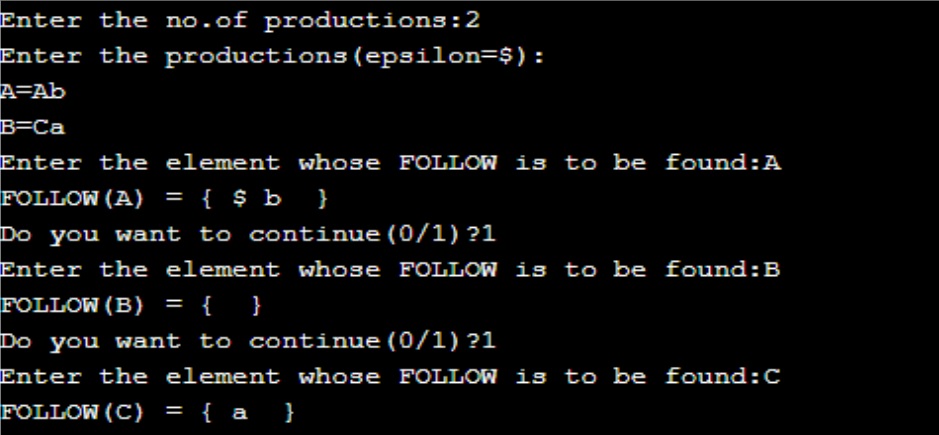 Enter the no.of productions:2
Enter the productions(epsilon=$):
A=Ab
B=Ca
Enter the element whose FOLLOW is to be found:A
FOLLOW(A) = { $ b  }
Do you want to continue(0/1)?1
Enter the element whose FOLLOW is to be found:B
FOLLOW(B) = {  }
Do you want to continue(0/1)?1
Enter the element whose FOLLOW is to be found:C
FOLLOW(C) = { a  }